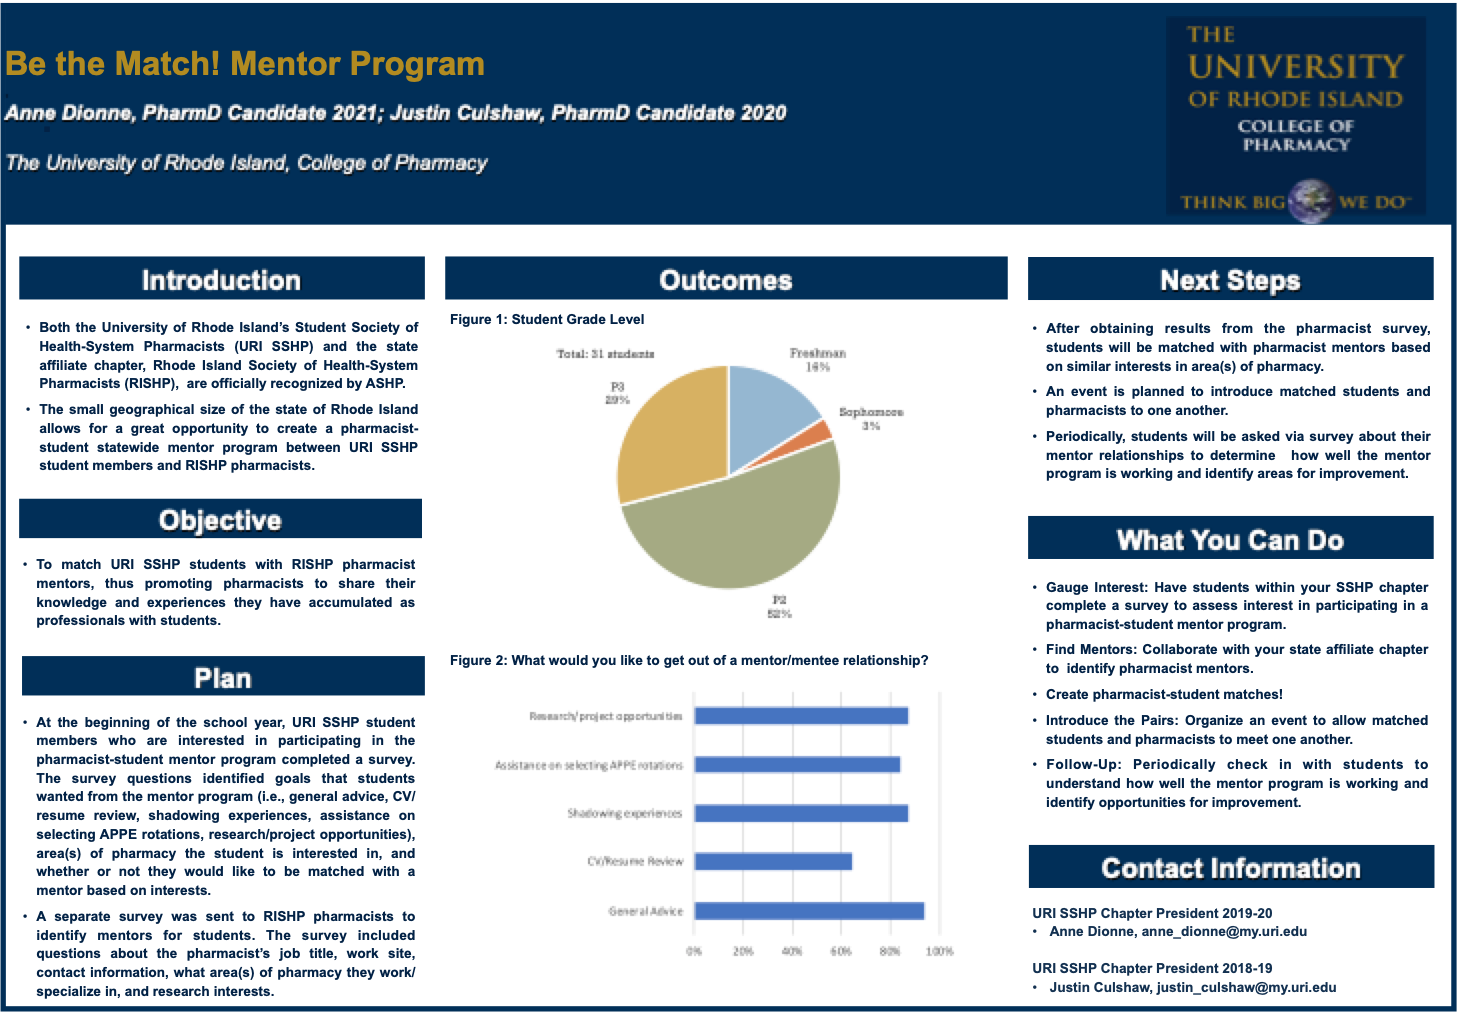 Be the Match! Mentor Program
Anne Dionne, PharmD Candidate 2021; Justin Culshaw, PharmD Candidate 2020
The University of Rhode Island, College of Pharmacy
THE
UNIVERSITY
OF RHODE ISLAND
COLLEGE OF
PHARMACY
THINK BIG WE DO™
Introduction
• Both the University of Rhode Island's Student Society of
Health-System Pharmacists (URI SSHP) and the state
affiliate chapter, Rhode Island Society of Health-System
Pharmacists (RISHP), are officially recognized by ASHP.
• The small geographical size of the state of Rhode Island
allows for a great opportunity to create a pharmacist-
student statewide mentor program between URI SSHP
student members and RISHP pharmacists.
Objective
• To match URI SSHP students with RISHP pharmacist
mentors, thus promoting pharmacists to share their
knowledge and experiences they have accumulated as
professionals with students.
Plan
• At the beginning of the school year, URI SSHP student
members who are interested in participating in the
pharmacist-student mentor program completed a survey.
The survey questions identified goals that students
wanted from the mentor program (i.e., general advice, CV/
resume review, shadowing experiences, assistance on
selecting APPE rotations, research/project opportunities),
area(s) of pharmacy the student is interested in, and
whether or not they would like to be matched with a
mentor based on interests.
• A separate survey was sent to RISHP pharmacists to
identify mentors for students. The survey included
questions about the pharmacist's job title, work site,
contact information, what area(s) of pharmacy they work/
specialize in, and research interests.
Outcomes
Figure 1: Student Grade Level
Total: 31 students
Freshman
16%
Sophomore
3%
P3
29%
P2
52%
Figure 2: What would you like to get out of a mentor/mentee relationship?
Research/project opportunities
Assistance on selecting APPE rotations
Shadowing experiences
CV/Resume Review
General Advice
0% 20% 40% 60% 80% 100%
Next Steps
• After obtaining results from the pharmacist survey,
students will be matched with pharmacist mentors based
on similar interests in area(s) of pharmacy.
• An event is planned to introduce matched students and
pharmacists to one another.
• Periodically, students will be asked via survey about their
mentor relationships to determine how well the mentor
program is working and identify areas for improvement.
What You Can Do
• Gauge Interest: Have students within your SSHP chapter
complete a survey to assess interest in participating in a
pharmacist-student mentor program.
• Find Mentors: Collaborate with your state affiliate chapter
to identify pharmacist mentors.
• Create pharmacist-student matches!
• Introduce the Pairs: Organize an event to allow matched
students and pharmacists to meet one another.
• Follow-Up: Periodically check in with students to
understand how well the mentor program is working and
identify opportunities for improvement.
Contact Information
URI SSHP Chapter President 2019-20
• Anne Dionne, anne_dionne@my.uri.edu
URI SSHP Chapter President 2018-19
• Justin Culshaw, justin_culshaw@my.uri.edu